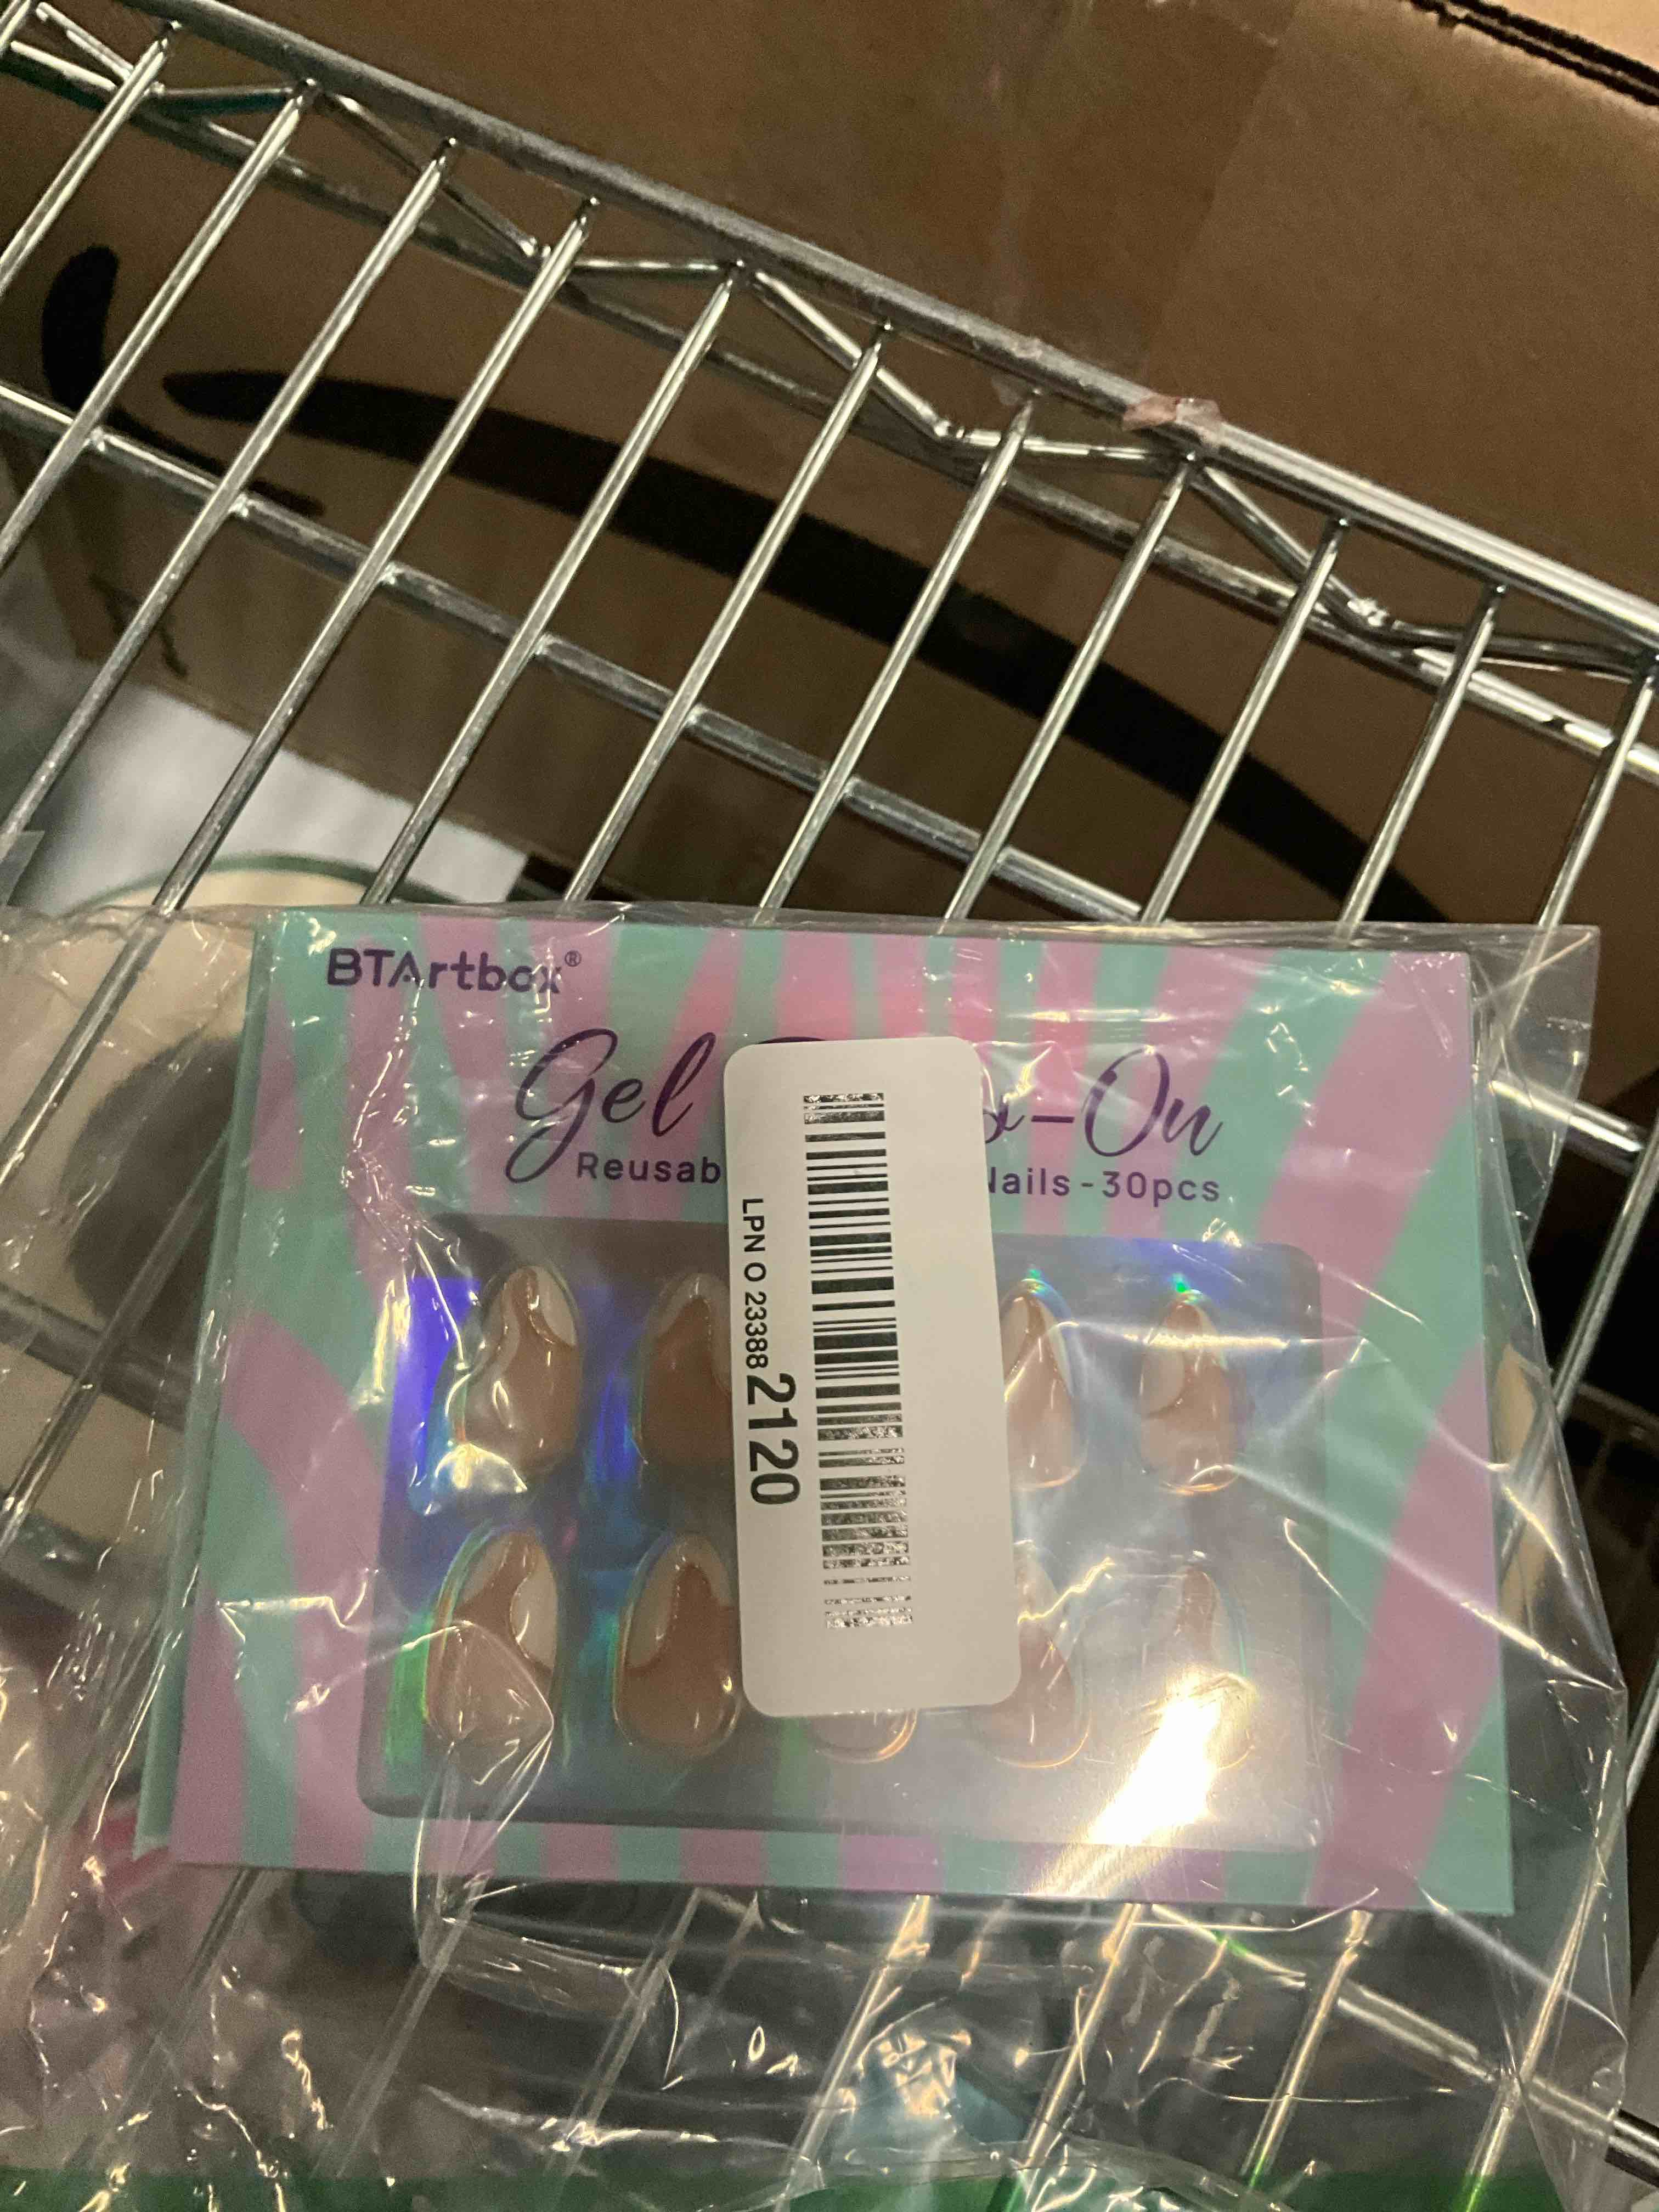 BTArtbox®
Gel -On
Reusab Nails-30pcs
LPN O 233882120